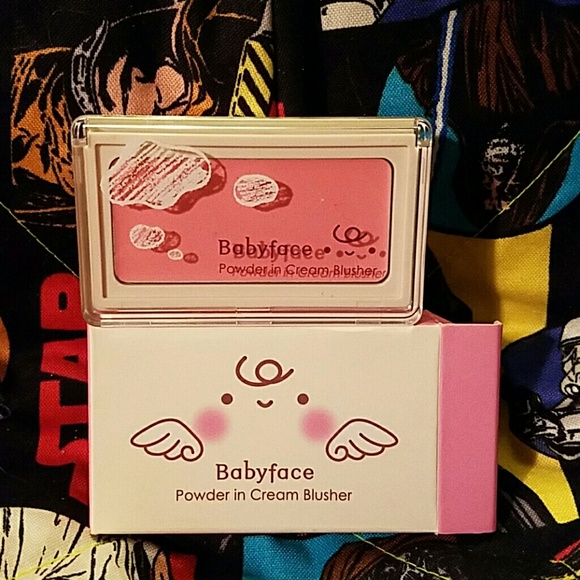 Babyface
Powder in Cream Blusher
STAR
Babyface
Powder in Cream Blusher